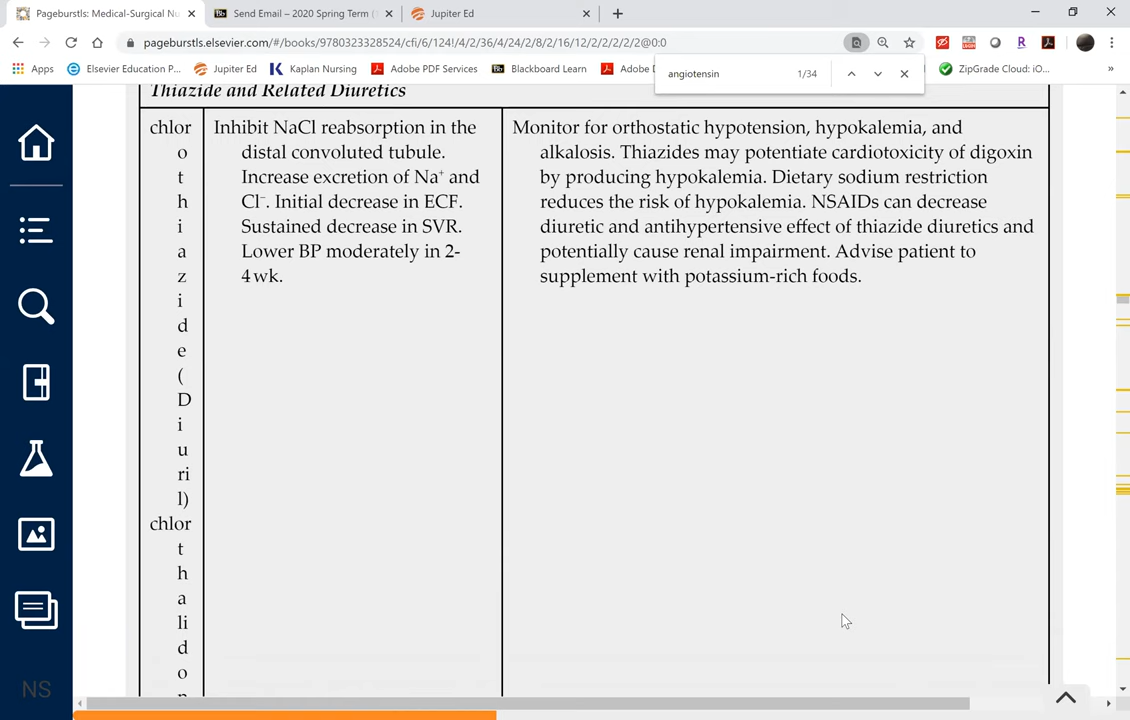 Pageburstls: Medical-Surgical Nu
Send Email – 2020 Spring Term (
Jupiter Ed
pageburstls.elsevier.com/#/books/9780323328524/cfi/6/124!/4/2/36/4/24/2/8/2/16/12/2/2/2/2/2@0:0
Apps
Elsevier Education P...
Jupiter Ed
Kaplan Nursing
Adobe PDF Services
Blackboard Learn
Adobe D
ZipGrade Cloud: iO...
angiotensin
1/34
Thiazide and Related Diuretics
chlor
o
t
h
i
a
z
i
d
e
(
D
i
u
ri
l)
chlor
t
h
a
li
d
o
n
Inhibit NaCl reabsorption in the
distal convoluted tubule.
Increase excretion of Na⁺ and
Cl⁻. Initial decrease in ECF.
Sustained decrease in SVR.
Lower BP moderately in 2-
4 wk.
Monitor for orthostatic hypotension, hypokalemia, and
alkalosis. Thiazides may potentiate cardiotoxicity of digoxin
by producing hypokalemia. Dietary sodium restriction
reduces the risk of hypokalemia. NSAIDs can decrease
diuretic and antihypertensive effect of thiazide diuretics and
potentially cause renal impairment. Advise patient to
supplement with potassium-rich foods.
NS